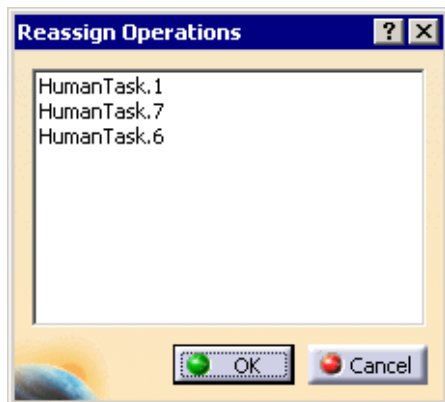 Reassign Operations ? X
HumanTask.1
HumanTask.7
HumanTask.6
OK Cancel